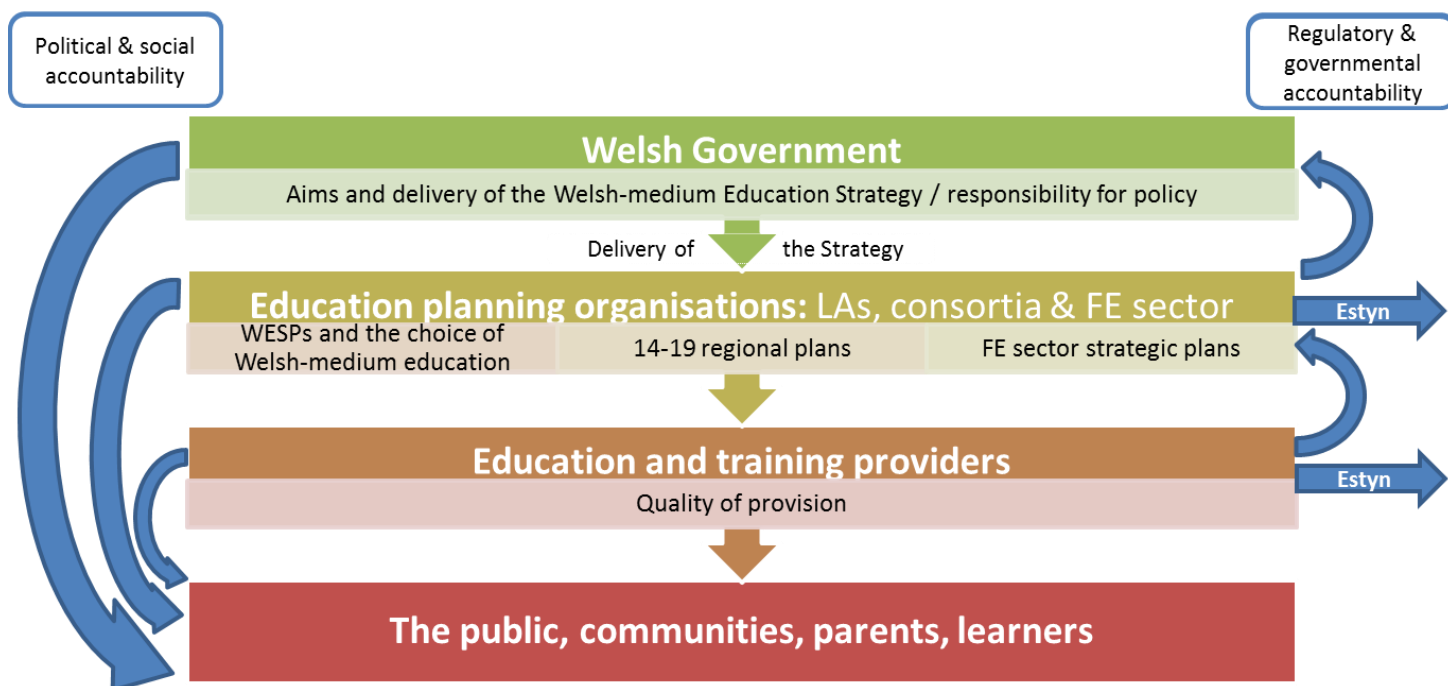 Political & social
accountability
Regulatory &
governmental
accountability
Welsh Government
Aims and delivery of the Welsh-medium Education Strategy / responsibility for policy
Delivery of the Strategy
Education planning organisations: LAs, consortia & FE sector
Estyn
WESPs and the choice of
Welsh-medium education
14-19 regional plans
FE sector strategic plans
Education and training providers
Estyn
Quality of provision
The public, communities, parents, learners